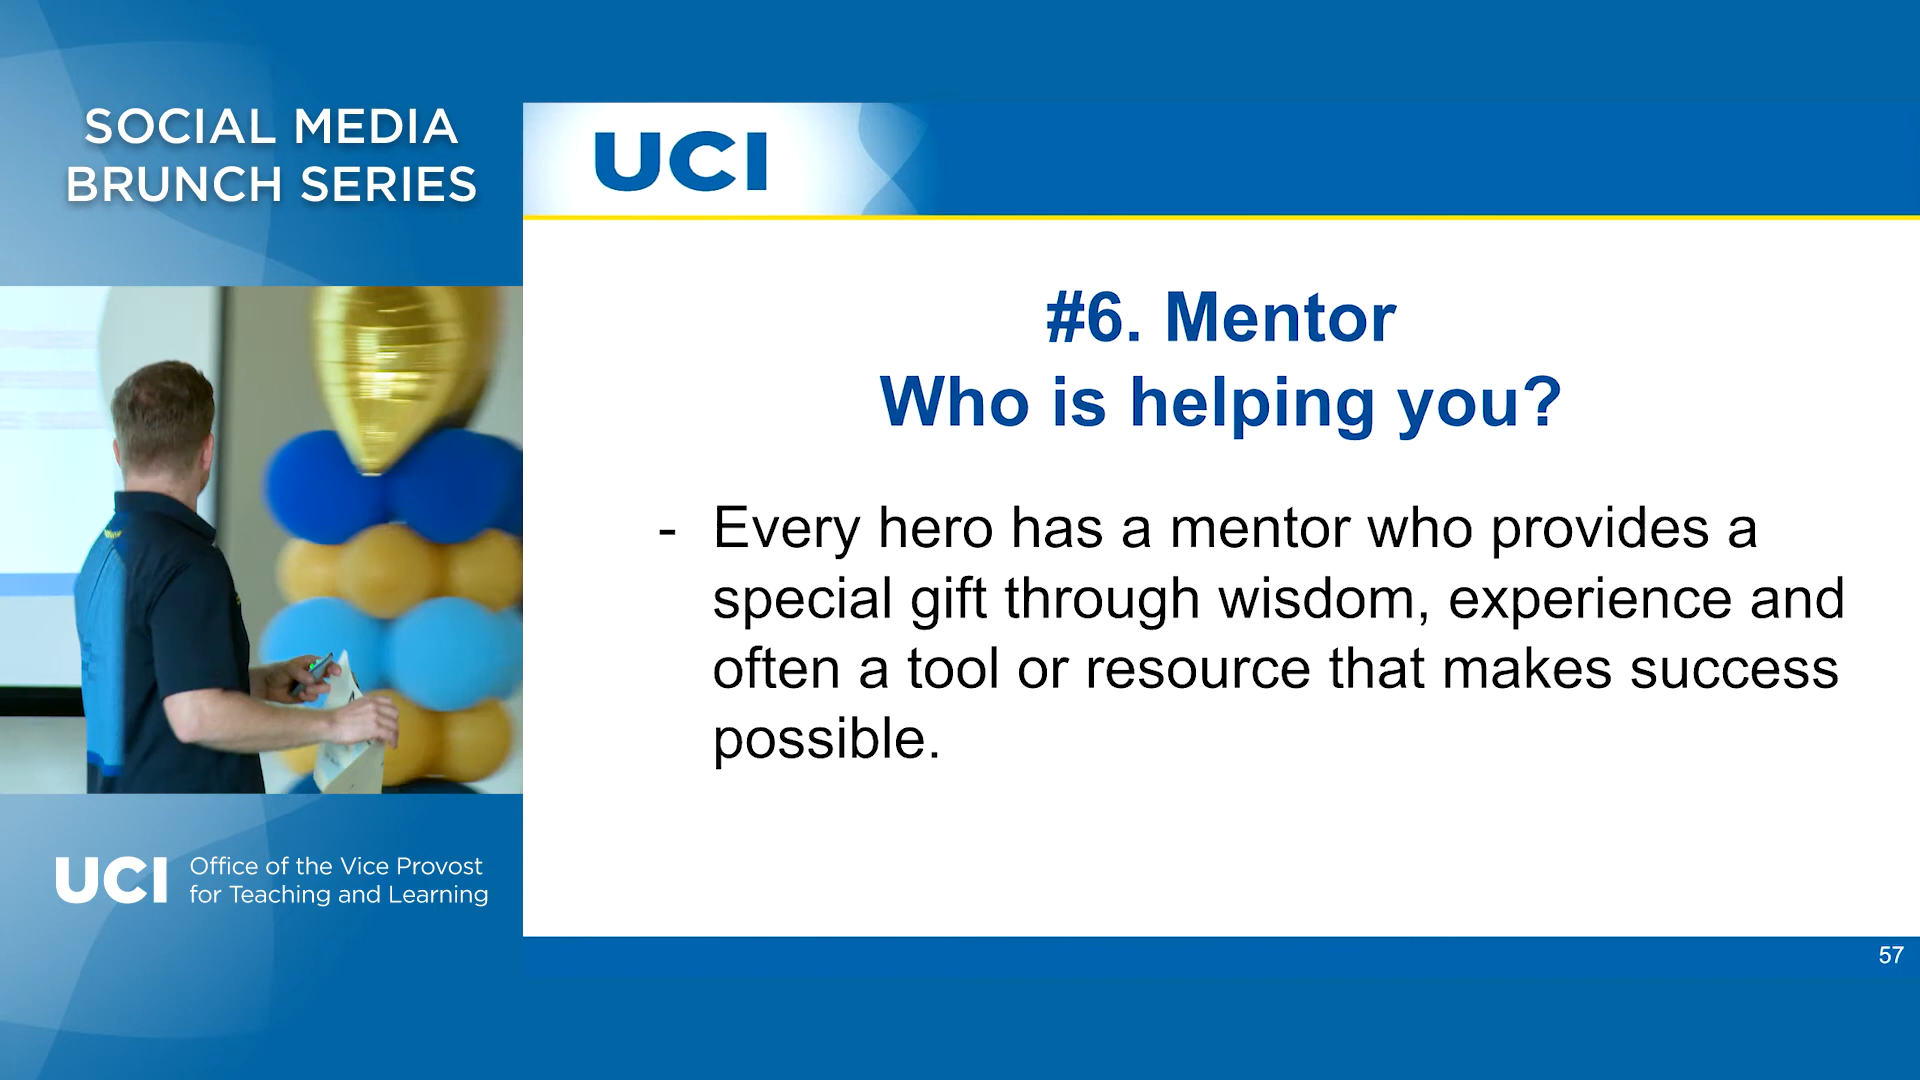 SOCIAL MEDIA
BRUNCH SERIES
UCI
Office of the Vice Provost
for Teaching and Learning
UCI
#6. Mentor
Who is helping you?
- Every hero has a mentor who provides a
special gift through wisdom, experience and
often a tool or resource that makes success
possible.
57